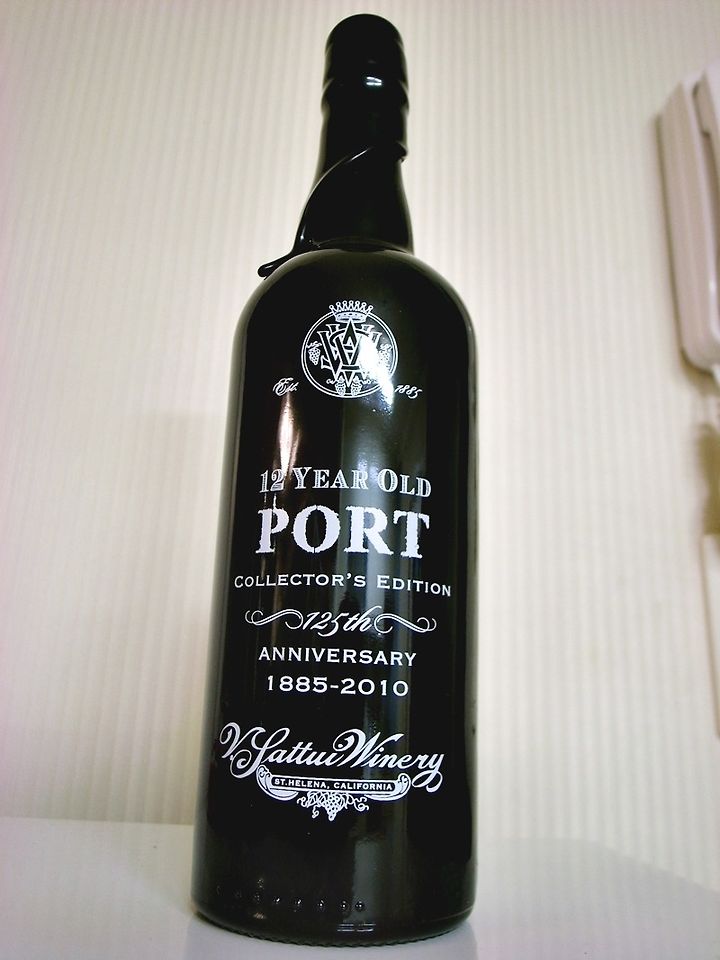 Est. 1885
12 YEAR OLD
PORT
COLLECTOR'S EDITION
125th
ANNIVERSARY
1885-2010
V. Sattui Winery
ST. HELENA, CALIFORNIA